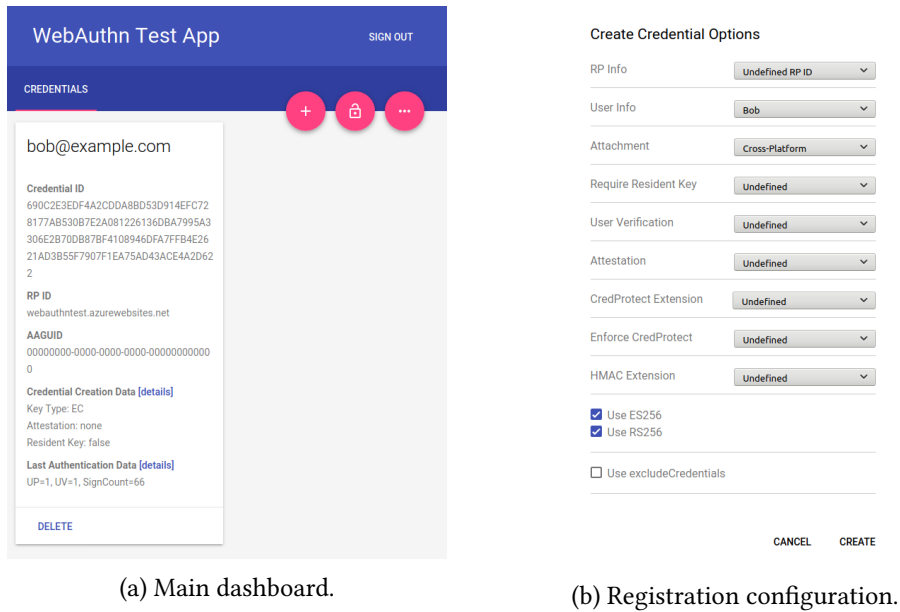 WebAuthn Test App
SIGN OUT
CREDENTIALS
bob@example.com
Credential ID
690C2E3EDF4A2CDDA8BD53D914EFC72
8177AB530B7E2A081226136DBA7995A3
306E2B70DB87BF4108946DFA7FFB4E26
21AD3B55F7907F1EA75AD43ACE4A2D62
2
RP ID
webauthntest.azurewebsites.net
AAGUID
00000000-0000-0000-0000-00000000000
0
Credential Creation Data [details]
Key Type: EC
Attestation: none
Resident Key: false
Last Authentication Data [details]
UP=1, UV=1, SignCount=66
DELETE
(a) Main dashboard.
Create Credential Options
RP Info Undefined RP ID
User Info Bob
Attachment Cross-Platform
Require Resident Key Undefined
User Verification Undefined
Attestation Undefined
CredProtect Extension Undefined
Enforce CredProtect Undefined
HMAC Extension Undefined
Use ES256
Use RS256
Use excludeCredentials
CANCEL CREATE
(b) Registration configuration.